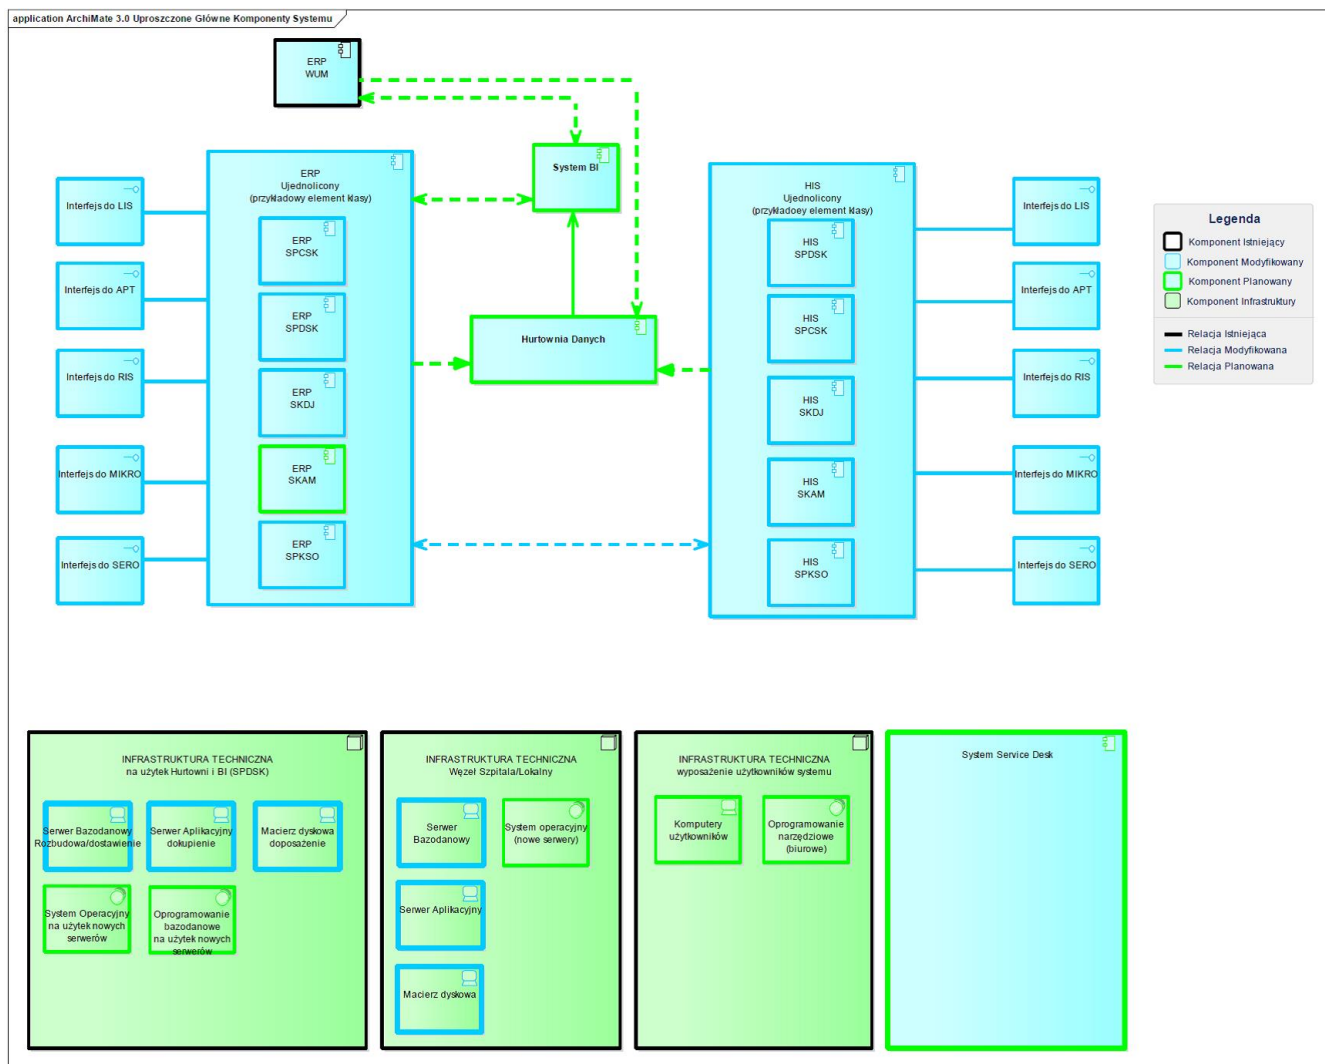 application ArchiMate 3.0 Uproszczone Główne Komponenty Systemu
ERP
WUM
System BI
ERP
Ujednolicony
(przykładowy element klasy)
ERP
SPCSK
ERP
SPDSK
ERP
SKDJ
ERP
SKAM
ERP
SPKSO
Interfejs do LIS
Interfejs do APT
Interfejs do RIS
Interfejs do MIKRO
Interfejs do SERO
Hurtownia Danych
HIS
Ujednolicony
(przykładoey element klasy)
HIS
SPDSK
HIS
SPCSK
HIS
SKDJ
HIS
SKAM
HIS
SPKSO
Interfejs do LIS
Interfejs do APT
Interfejs do RIS
Interfejs do MIKRO
Interfejs do SERO
Legenda
Komponent Istniejący
Komponent Modyfikowany
Komponent Planowany
Komponent Infrastruktury
Relacja Istniejąca
Relacja Modyfikowana
Relacja Planowana
INFRASTRUKTURA TECHNICZNA
na użytek Hurtowni i BI (SPDSK)
Serwer Bazodanowy
Rozbudowa/dostawienie
Serwer Aplikacyjny
dokupienie
Macierz dyskowa
doposażenie
System Operacyjny
na użytek nowych
serwerów
Oprogramowanie
bazodanowe
na użytek nowych
serwerów
INFRASTRUKTURA TECHNICZNA
Węzeł Szpitala/Lokalny
Serwer
Bazodanowy
System operacyjny
(nowe serwery)
Serwer Aplikacyjny
Macierz dyskowa
INFRASTRUKTURA TECHNICZNA
wyposażenie użytkowników systemu
Komputery
użytkowników
Oprogramowanie
narzędziowe
(biurowe)
System Service Desk